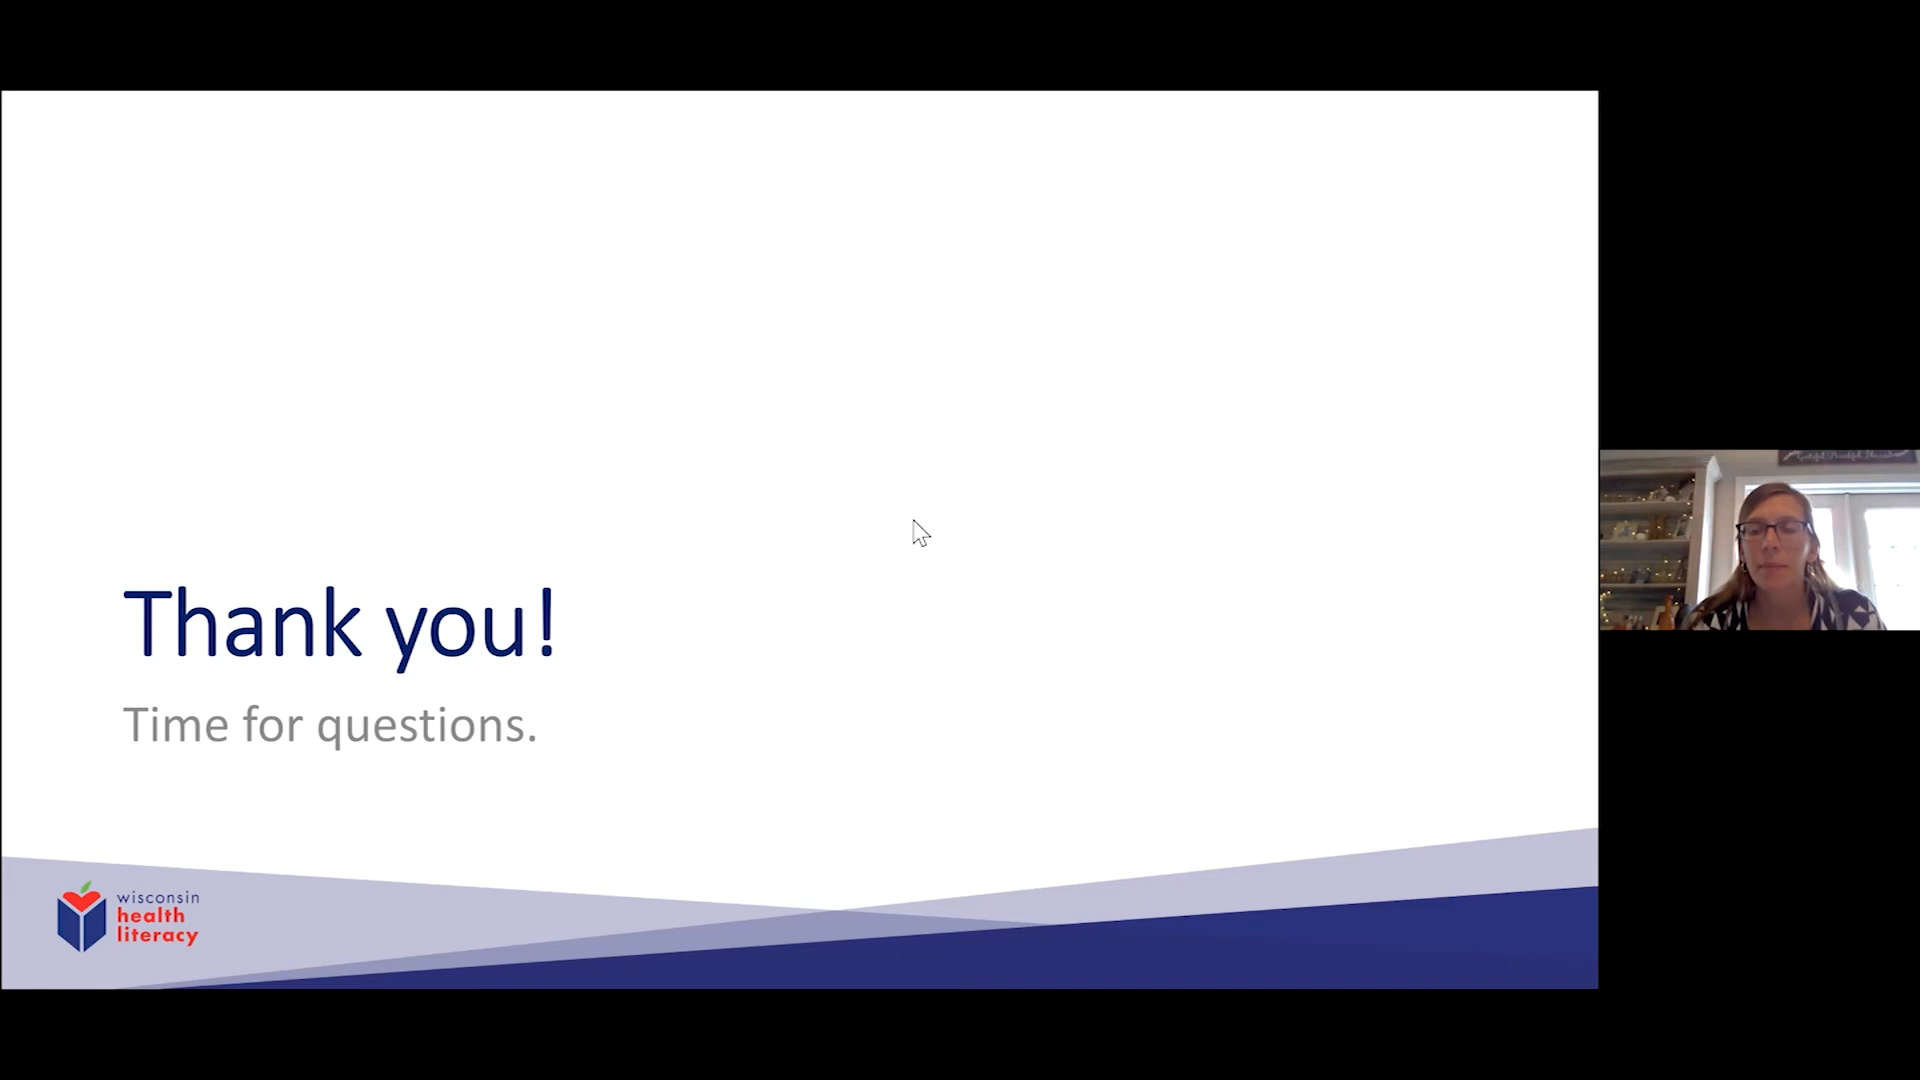 Thank you!
Time for questions.
wisconsin
health
literacy